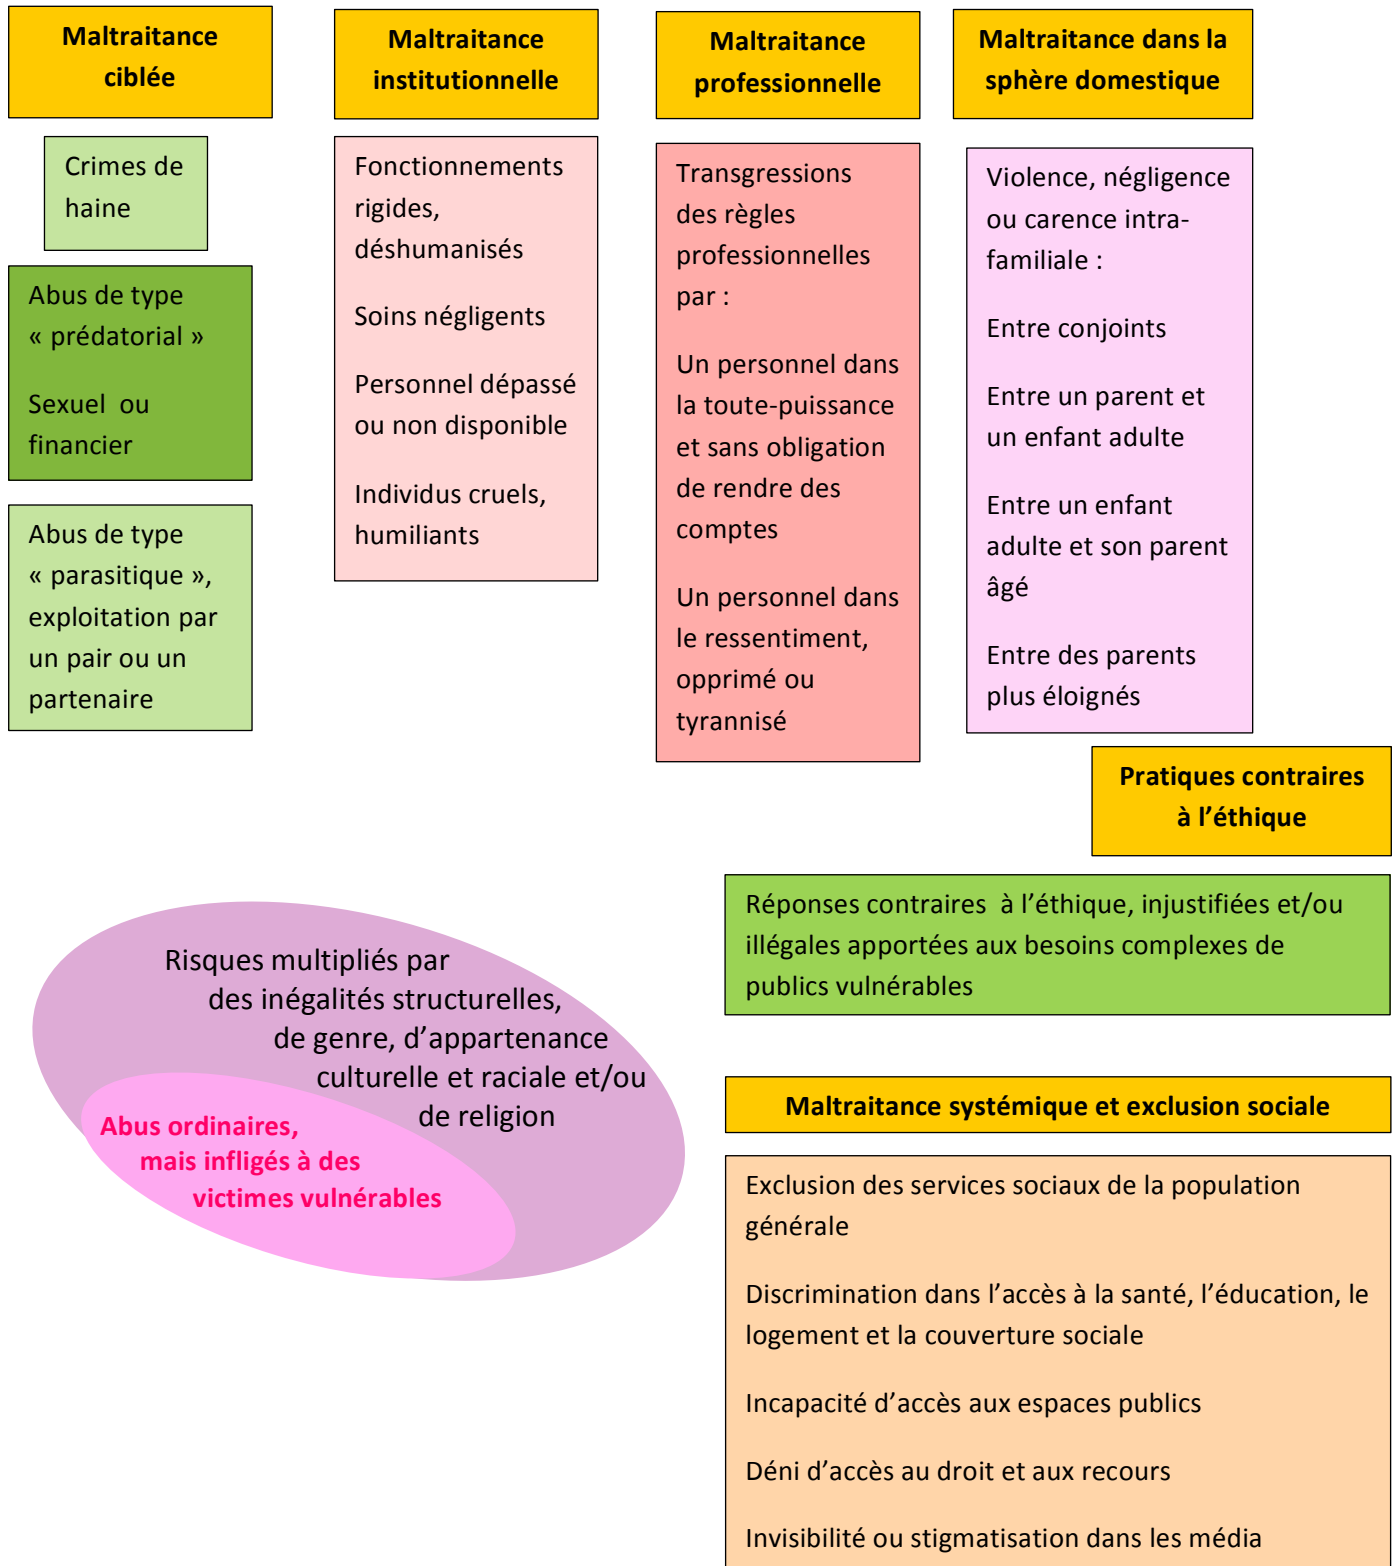 Maltraitance
ciblée
Crimes de
haine
Abus de type
« prédatorial »
Sexuel  ou
financier
Abus de type
« parasitique »,
exploitation par
un pair ou un
partenaire
Maltraitance
institutionnelle
Fonctionnements
rigides,
déshumanisés
Soins négligents
Personnel dépassé
ou non disponible
Individus cruels,
humiliants
Maltraitance
professionnelle
Transgressions
des règles
professionnelles
par :
Un personnel dans
la toute-puissance
et sans obligation
de rendre des
comptes
Un personnel dans
le ressentiment,
opprimé ou
tyrannisé
Maltraitance dans la
sphère domestique
Violence, négligence
ou carence intra-
familiale :
Entre conjoints
Entre un parent et
un enfant adulte
Entre un enfant
adulte et son parent
âgé
Entre des parents
plus éloignés
Pratiques contraires
à l’éthique
Réponses contraires  à l’éthique, injustifiées et/ou
illégales apportées aux besoins complexes de
publics vulnérables
Risques multipliés par
des inégalités structurelles,
de genre, d’appartenance
culturelle et raciale et/ou
de religion
Abus ordinaires,
mais infligés à des
victimes vulnérables
Maltraitance systémique et exclusion sociale
Exclusion des services sociaux de la population
générale
Discrimination dans l’accès à la santé, l’éducation, le
logement et la couverture sociale
Incapacité d’accès aux espaces publics
Déni d’accès au droit et aux recours
Invisibilité ou stigmatisation dans les média